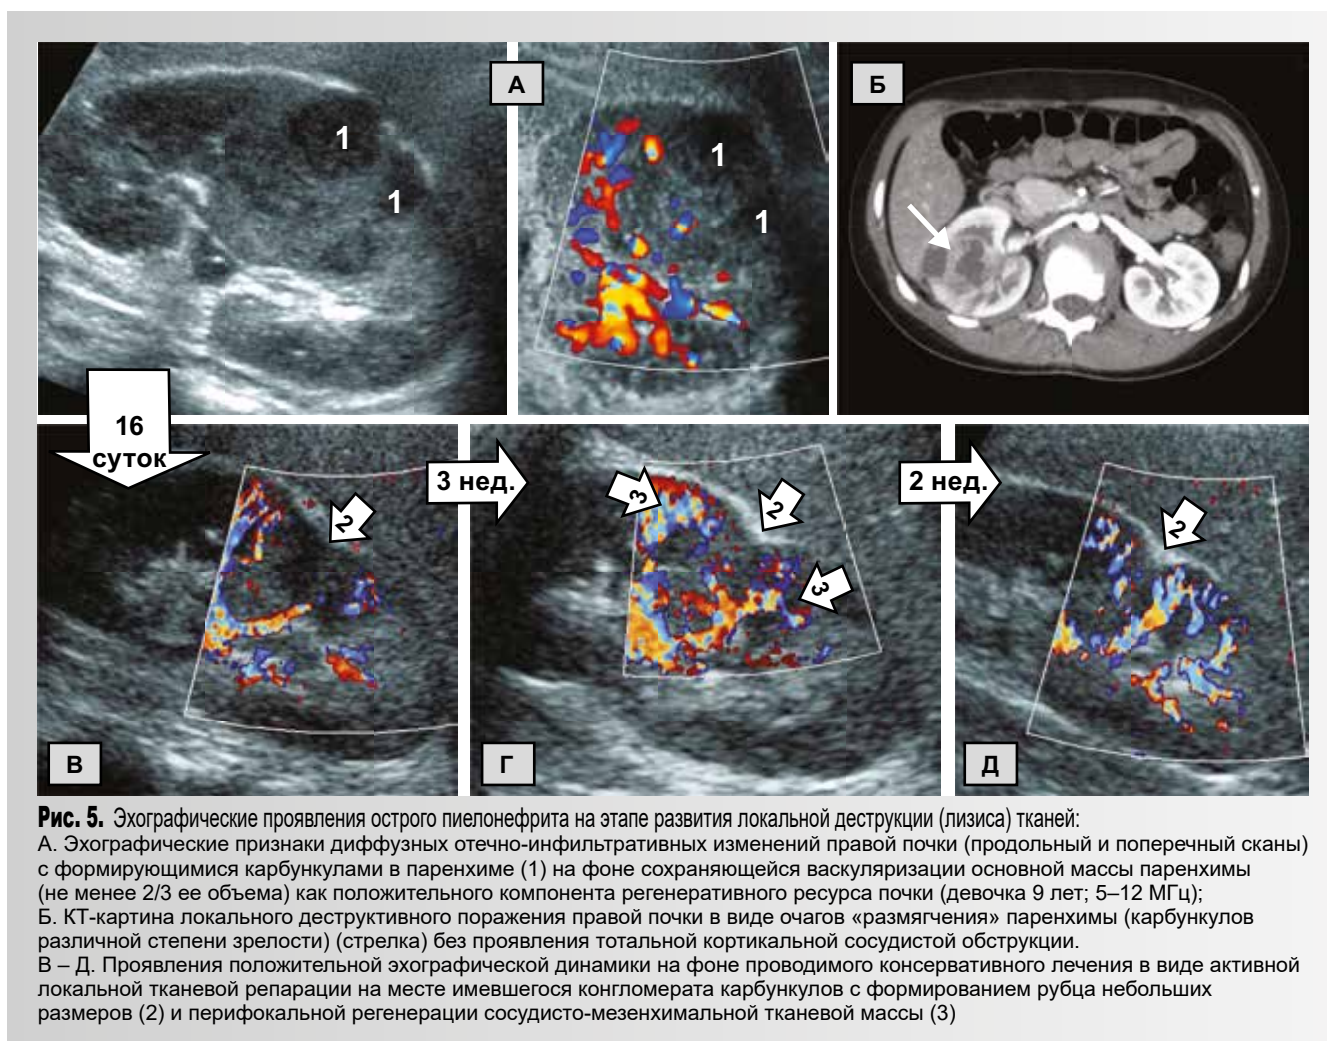 А
Б
1
1
1
1
16
суток
3 нед.
2 нед.
2
3
2
3
2
В
Г
Д
Рис. 5. Эхографические проявления острого пиелонефрита на этапе развития локальной деструкции (лизиса) тканей:
А. Эхографические признаки диффузных отечно-инфильтративных изменений правой почки (продольный и поперечный сканы)
с формирующимися карбункулами в паренхиме (1) на фоне сохраняющейся васкуляризации основной массы паренхимы
(не менее 2/3 ее объема) как положительного компонента регенеративного ресурса почки (девочка 9 лет; 5–12 МГц);
Б. КТ-картина локального деструктивного поражения правой почки в виде очагов «размягчения» паренхимы (карбункулов
различной степени зрелости) (стрелка) без проявления тотальной кортикальной сосудистой обструкции.
В – Д. Проявления положительной эхографической динамики на фоне проводимого консервативного лечения в виде активной
локальной тканевой репарации на месте имевшегося конгломерата карбункулов с формированием рубца небольших
размеров (2) и перифокальной регенерации сосудисто-мезенхимальной тканевой массы (3)